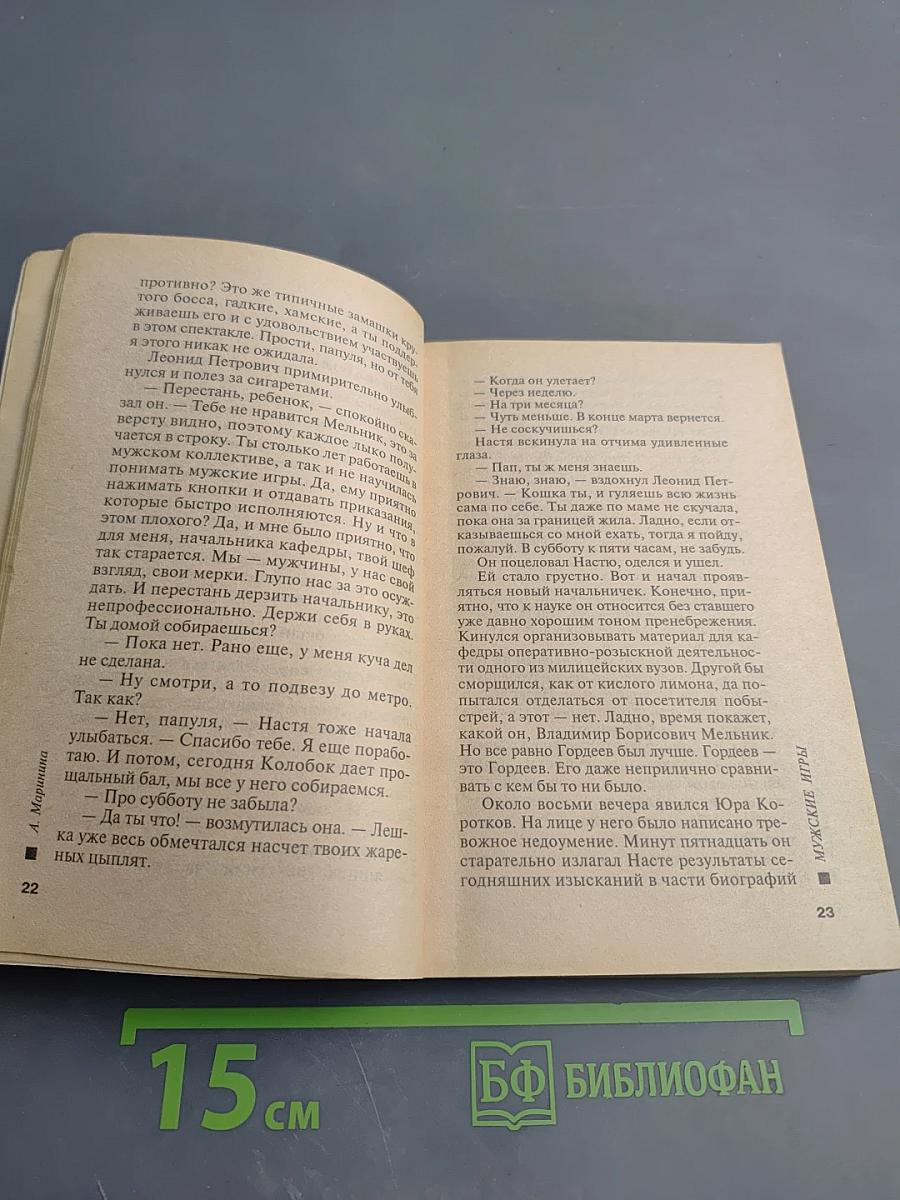 противно? Это же типичные замашки кру-
того босса, гадкие, хамские, а ты поддер-
живаешь его и с удовольствием участвуешь
в этом спектакле. Прости, папуля, но от тебя
я этого никак не ожидала.
Леонид Петрович примирительно улыб-
нулся и полез за сигаретами.
— Перестань, ребенок, — спокойно ска-
зал он. — Тебе не нравится Мельник, это за
версту видно, поэтому каждое лыко полу-
чается в строку. Ты столько лет работаешь в
мужском коллективе, а так и не научилась
понимать мужские игры. Да, ему приятно
нажимать кнопки и отдавать приказания,
которые быстро исполняются. Ну и что в
этом плохого? Да, и мне было приятно, что
для меня, начальника кафедры, твой шеф
так старается. Мы — мужчины, у нас свой
взгляд, свои мерки. Глупо нас за это осуж-
дать. И перестань дерзить начальнику, это
непрофессионально. Держи себя в руках.
Ты домой собираешься?
— Пока нет. Рано еще, у меня куча дел
не сделана.
— Ну смотри, а то подвезу до метро.
Так как?
— Нет, папуля, — Настя тоже начала
улыбаться. — Спасибо тебе. Я еще порабо-
таю. И потом, сегодня Колобок дает про-
щальный бал, мы все у него собираемся.
— Про субботу не забыла?
— Да ты что! — возмутилась она. — Леш-
ка уже весь обмечтался насчет твоих жаре-
ных цыплят.
А. Маринина
22
— Когда он улетает?
— Через неделю.
— На три месяца?
— Чуть меньше. В конце марта вернется.
— Не соскучишься?
Настя вскинула на отчима удивленные
глаза.
— Пап, ты ж меня знаешь.
— Знаю, знаю, — вздохнул Леонид Пет-
рович. — Кошка ты, и гуляешь всю жизнь
сама по себе. Ты даже по маме не скучала,
пока она за границей жила. Ладно, если от-
казываешься со мной ехать, тогда я пойду,
пожалуй. В субботу к пяти часам, не забудь.
Он поцеловал Настю, оделся и ушел.
Ей стало грустно. Вот и начал прояв-
ляться новый начальничек. Конечно, при-
ятно, что к науке он относится без ставшего
уже давно хорошим тоном пренебрежения.
Кинулся организовывать материал для ка-
федры оперативно-розыскной деятельнос-
ти одного из милицейских вузов. Другой бы
сморщился, как от кислого лимона, да по-
пытался отделаться от посетителя побы-
стрей, а этот — нет. Ладно, время покажет,
какой он, Владимир Борисович Мельник.
Но все равно Гордеев был лучше. Гордеев —
это Гордеев. Его даже неприлично сравни-
вать с кем бы то ни было.
Около восьми вечера явился Юра Ко-
ротков. На лице у него было написано тре-
вожное недоумение. Минут пятнадцать он
старательно излагал Насте результаты се-
годняшних изысканий в части биографий
МУЖСКИЕ ИГРЫ
23
15 см
БФ БИБЛИОФАН